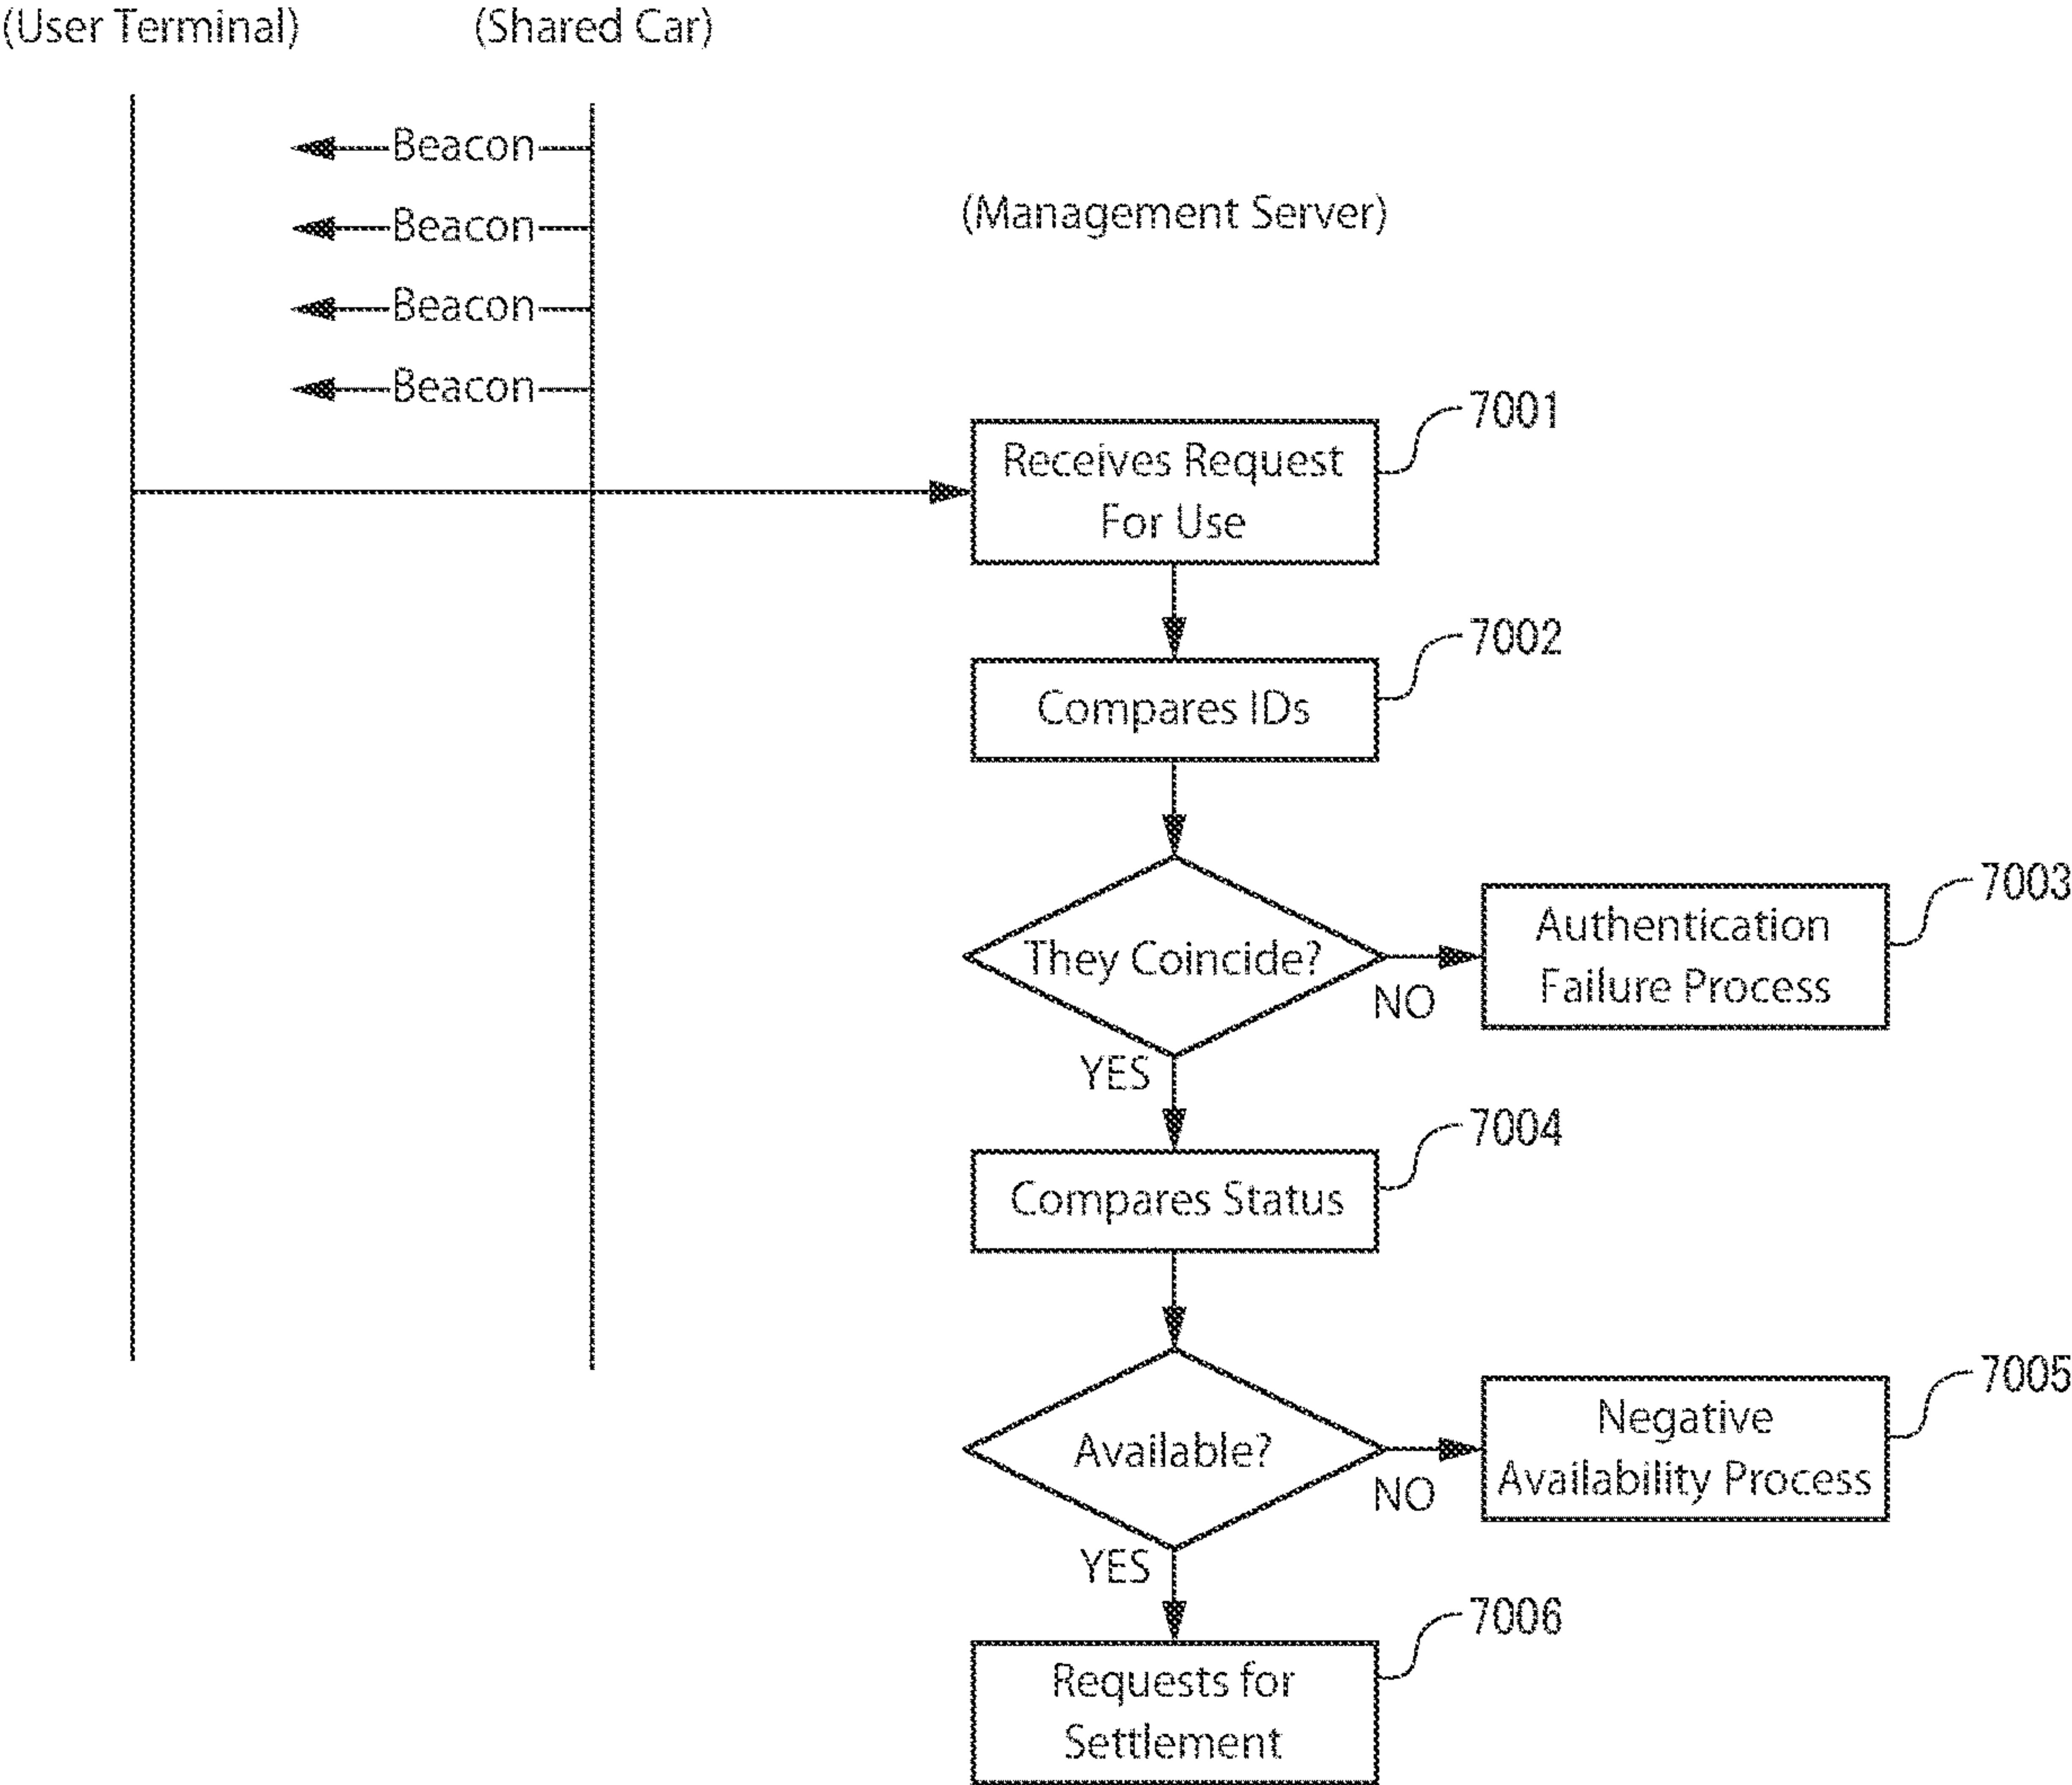 (User Terminal)
(Shared Car)
Beacon
Beacon
(Management Server)
Beacon
Beacon
7001
Receives Request
For Use
7002
Compares IDs
7003
They Coincide?
Authentication
Failure Process
NO
YES
7004
Compares Status
7005
Available?
Negative
Availability Process
NO
YES
7006
Requests for
Settlement